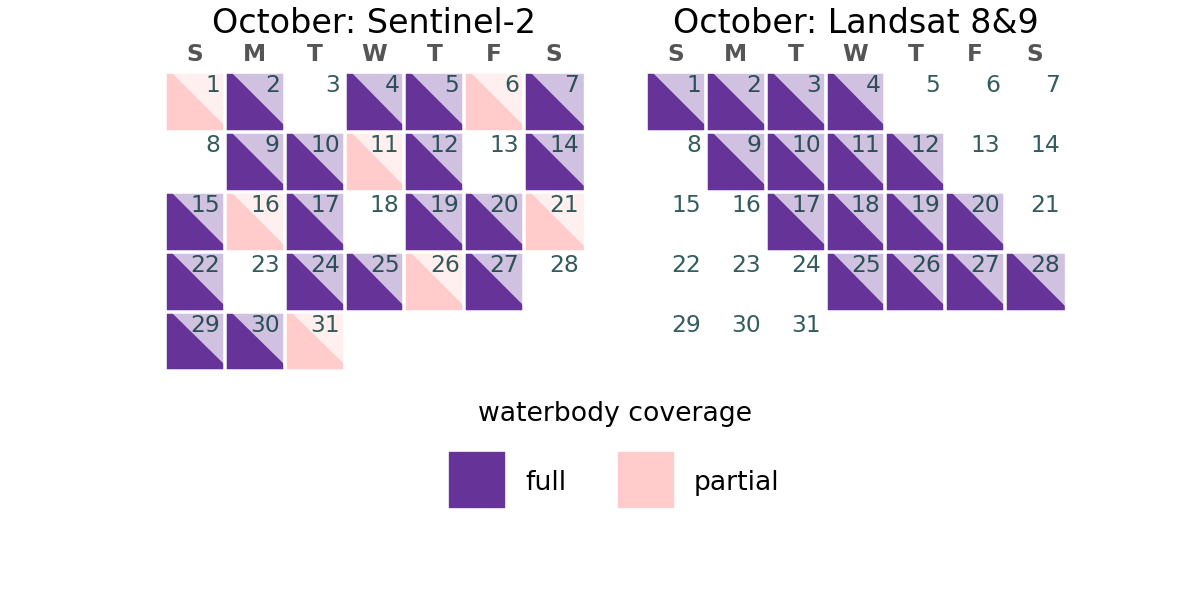 October: Sentinel-2
S M T W T F S
1 2 3 4 5 6 7
8 9 10 11 12 13 14
15 16 17 18 19 20 21
22 23 24 25 26 27 28
29 30 31
October: Landsat 8&9
S M T W T F S
1 2 3 4 5 6 7
8 9 10 11 12 13 14
15 16 17 18 19 20 21
22 23 24 25 26 27 28
29 30 31
waterbody coverage
full partial